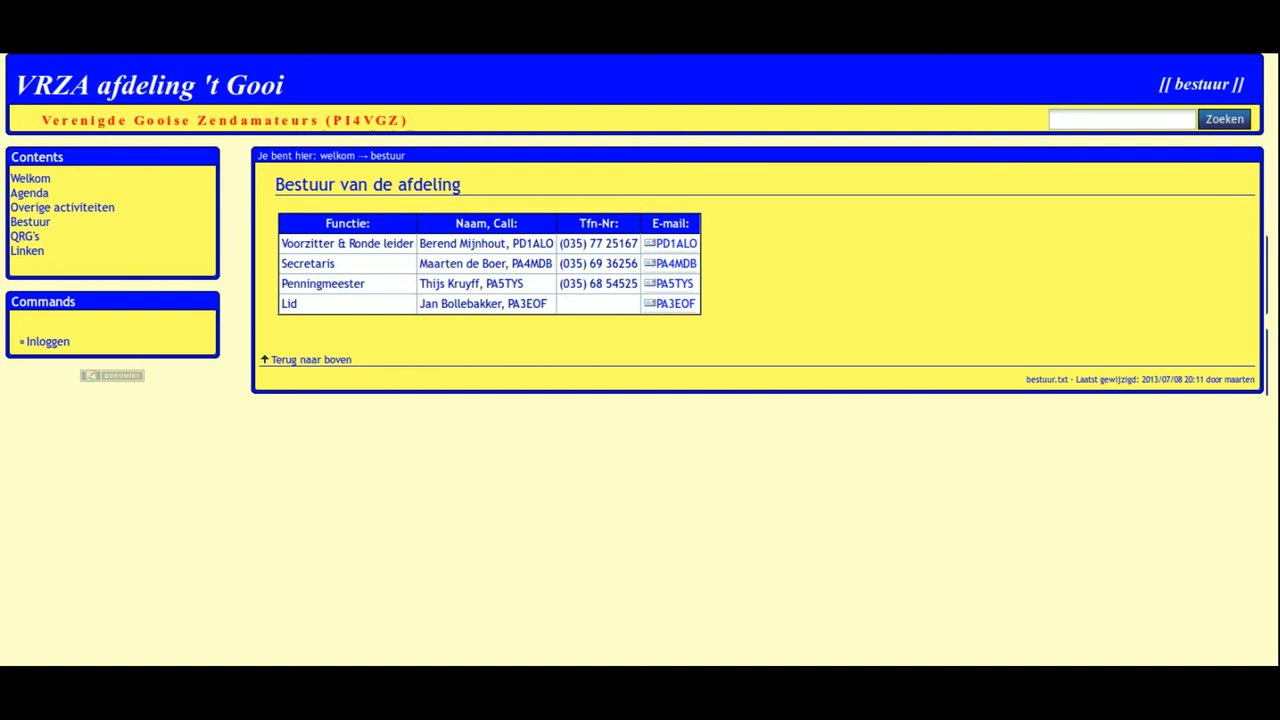 VRZA afdeling 't Gooi
[[ bestuur ]]
Verenigde Gooise Zendamateurs (PI4VGZ)
Zoeken
Contents
Welkom
Agenda
Overige activiteiten
Bestuur
QRG's
Linken
Commands
Inloggen
DOKUWIKI
Je bent hier: welkom → bestuur
Bestuur van de afdeling
Functie: Naam, Call: Tfn-Nr: E-mail:
Voorzitter & Ronde leider Berend Mijnhout, PD1ALO (035) 77 25167 PD1ALO
Secretaris Maarten de Boer, PA4MDB (035) 69 36256 PA4MDB
Penningmeester Thijs Kruyff, PA5TYS (035) 68 54525 PA5TYS
Lid Jan Bollebakker, PA3EOF PA3EOF
Terug naar boven
bestuur.txt · Laatst gewijzigd: 2013/07/08 20:11 door maarten